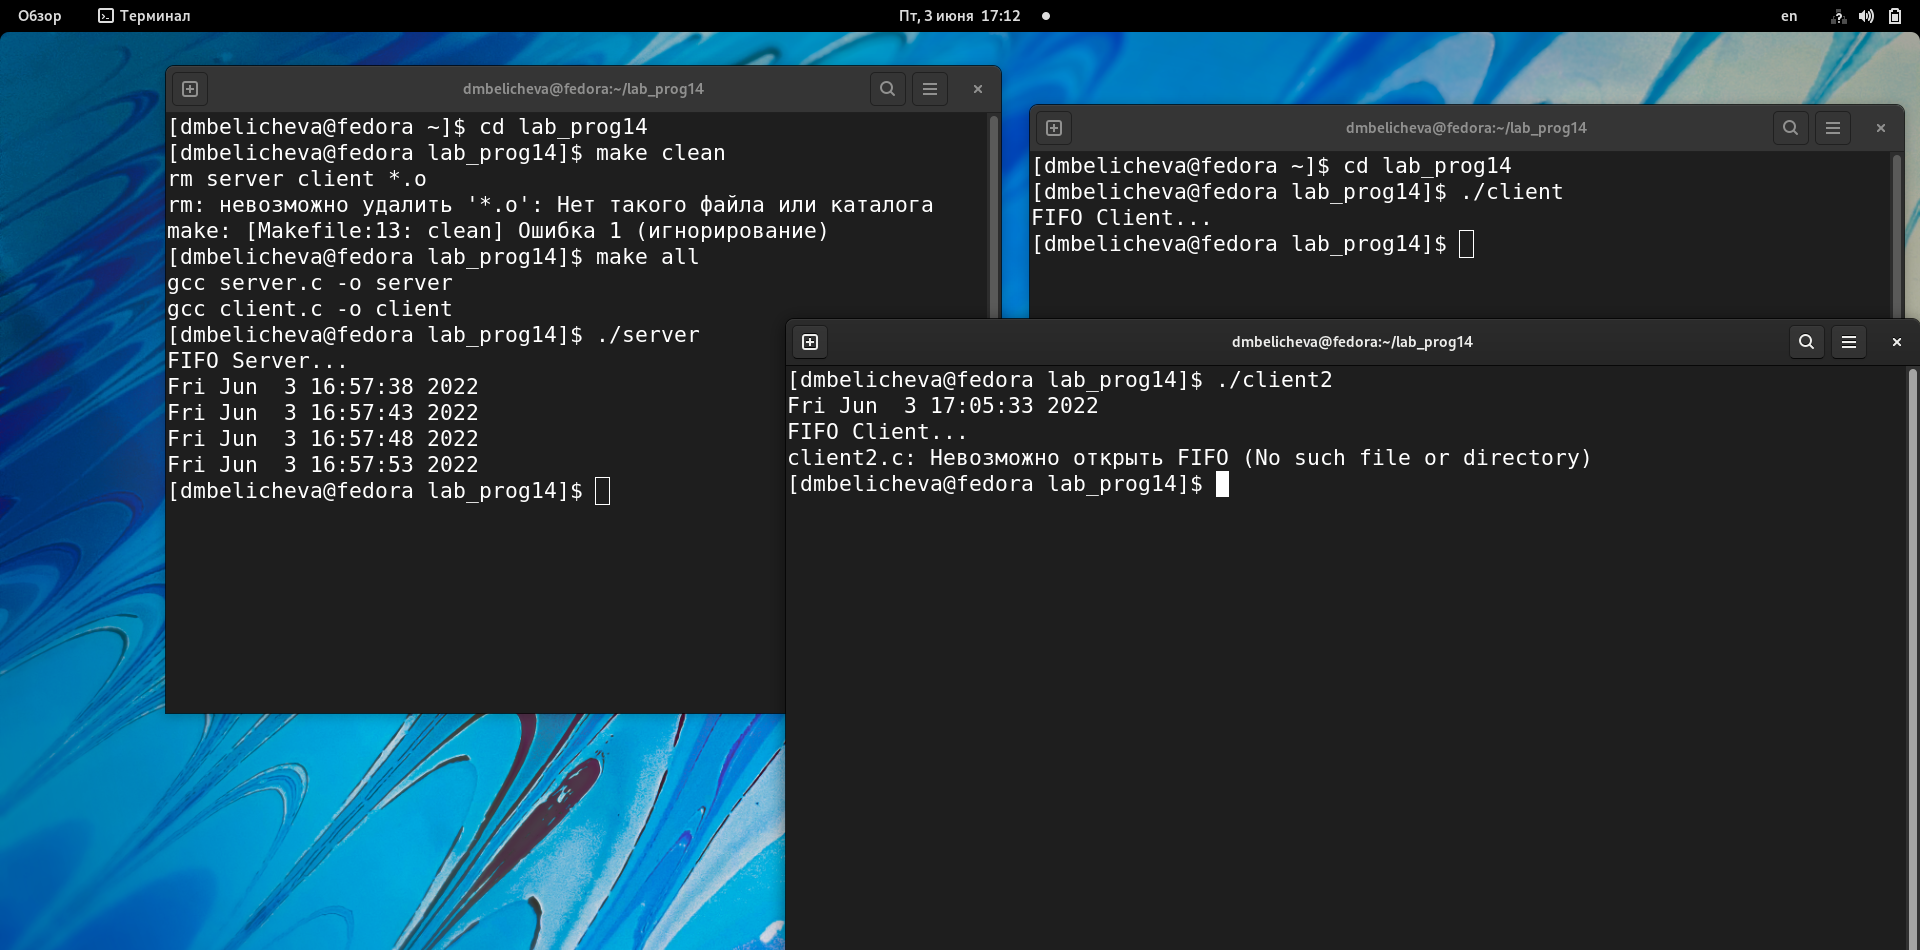 Обзор
Терминал
Пт, 3 июня 17:12
en
dmbelicheva@fedora:~/lab_prog14
[dmbelicheva@fedora ~]$ cd lab_prog14
[dmbelicheva@fedora lab_prog14]$ make clean
rm server client *.o
rm: невозможно удалить '*.o': Нет такого файла или каталога
make: [Makefile:13: clean] Ошибка 1 (игнорирование)
[dmbelicheva@fedora lab_prog14]$ make all
gcc server.c -o server
gcc client.c -o client
[dmbelicheva@fedora lab_prog14]$ ./server
FIFO Server...
Fri Jun  3 16:57:38 2022
Fri Jun  3 16:57:43 2022
Fri Jun  3 16:57:48 2022
Fri Jun  3 16:57:53 2022
[dmbelicheva@fedora lab_prog14]$
dmbelicheva@fedora:~/lab_prog14
[dmbelicheva@fedora ~]$ cd lab_prog14
[dmbelicheva@fedora lab_prog14]$ ./client
FIFO Client...
[dmbelicheva@fedora lab_prog14]$
dmbelicheva@fedora:~/lab_prog14
[dmbelicheva@fedora lab_prog14]$ ./client2
Fri Jun  3 17:05:33 2022
FIFO Client...
client2.c: Невозможно открыть FIFO (No such file or directory)
[dmbelicheva@fedora lab_prog14]$